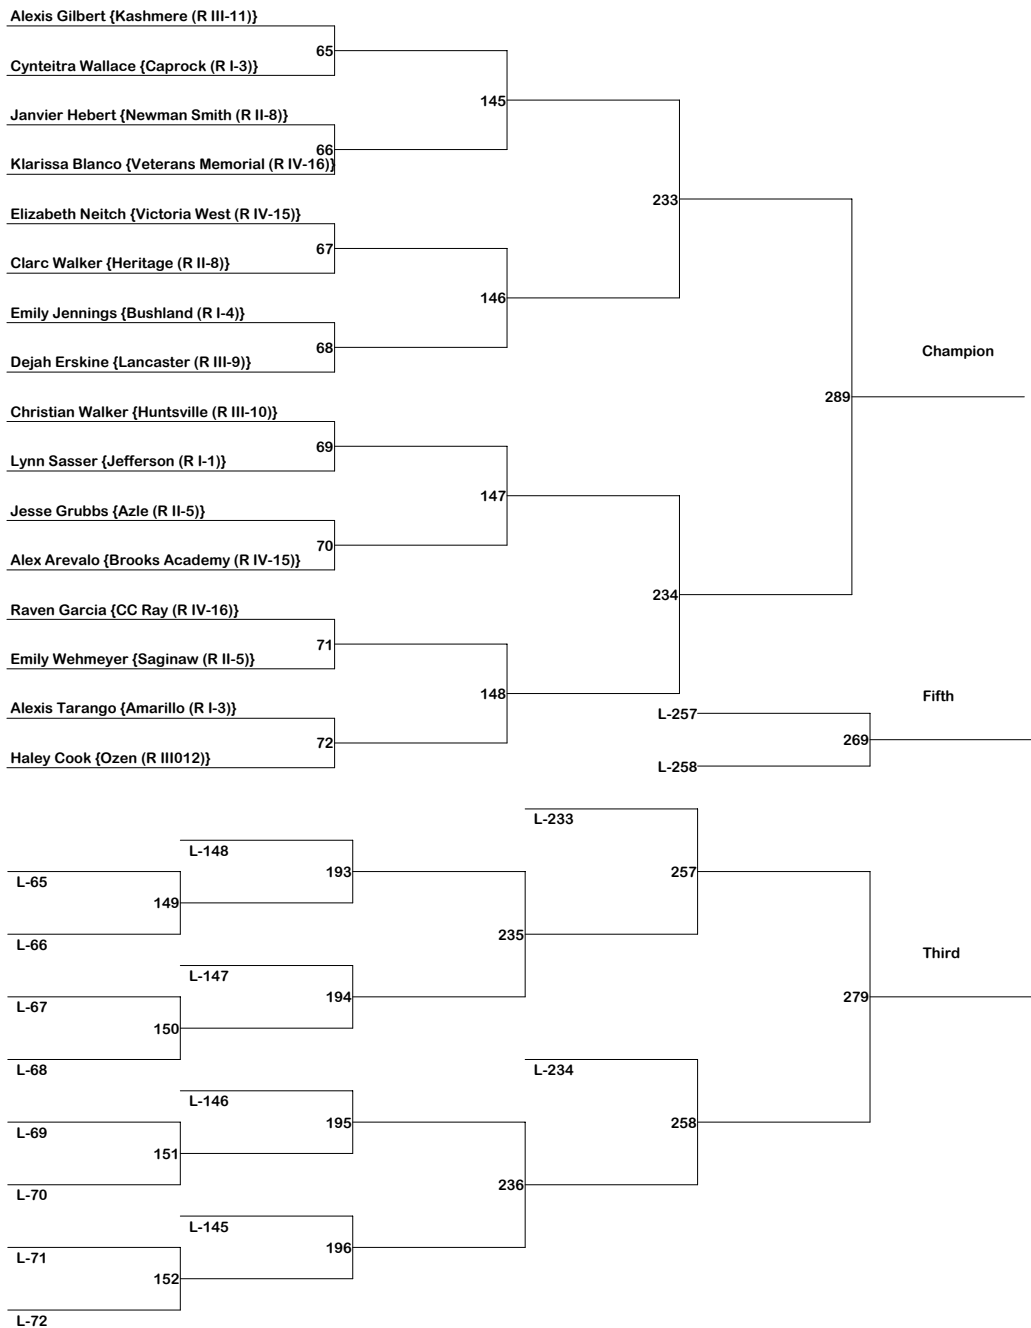 Alexis Gilbert {Kashmere (R III-11)}
65
Cynteitra Wallace {Caprock (R I-3)}
145
Janvier Hebert {Newman Smith (R II-8)}
66
Klarissa Blanco {Veterans Memorial (R IV-16)}
233
Elizabeth Neitch {Victoria West (R IV-15)}
67
Clarc Walker {Heritage (R II-8)}
146
Emily Jennings {Bushland (R I-4)}
68
Dejah Erskine {Lancaster (R III-9)}
Champion
289
Christian Walker {Huntsville (R III-10)}
69
Lynn Sasser {Jefferson (R I-1)}
147
Jesse Grubbs {Azle (R II-5)}
70
Alex Arevalo {Brooks Academy (R IV-15)}
234
Raven Garcia {CC Ray (R IV-16)}
71
Emily Wehmeyer {Saginaw (R II-5)}
148
Fifth
Alexis Tarango {Amarillo (R I-3)}
L-257
72
269
Haley Cook {Ozen (R III012)}
L-258
L-233
L-148
193
257
L-65
149
235
L-66
Third
L-147
194
279
L-67
150
L-68
L-234
L-146
195
258
L-69
151
236
L-70
L-145
196
L-71
152
L-72